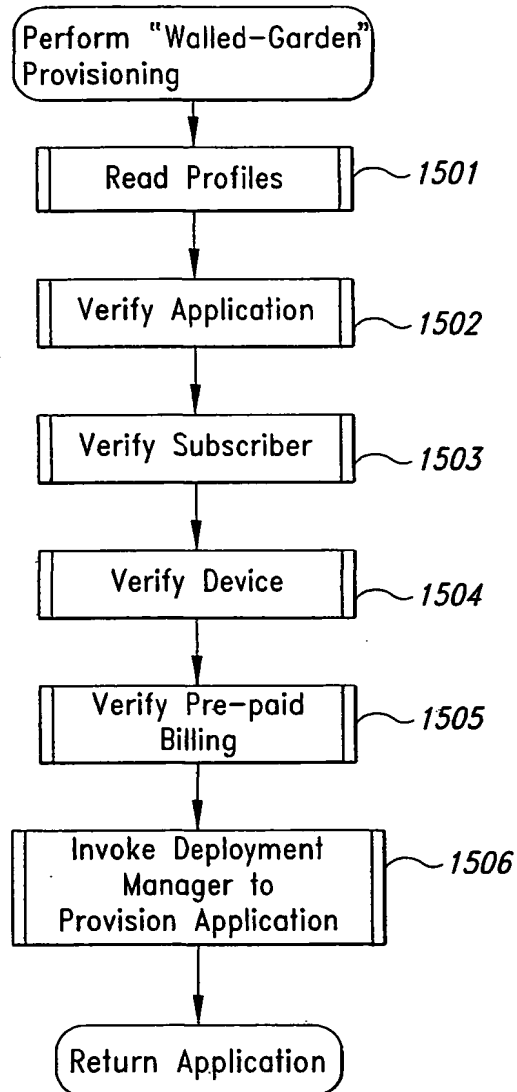 Perform "Walled-Garden"
Provisioning
Read Profiles
1501
Verify Application
1502
Verify Subscriber
1503
Verify Device
1504
Verify Pre-paid
Billing
1505
Invoke Deployment
Manager to
Provision Application
1506
Return Application